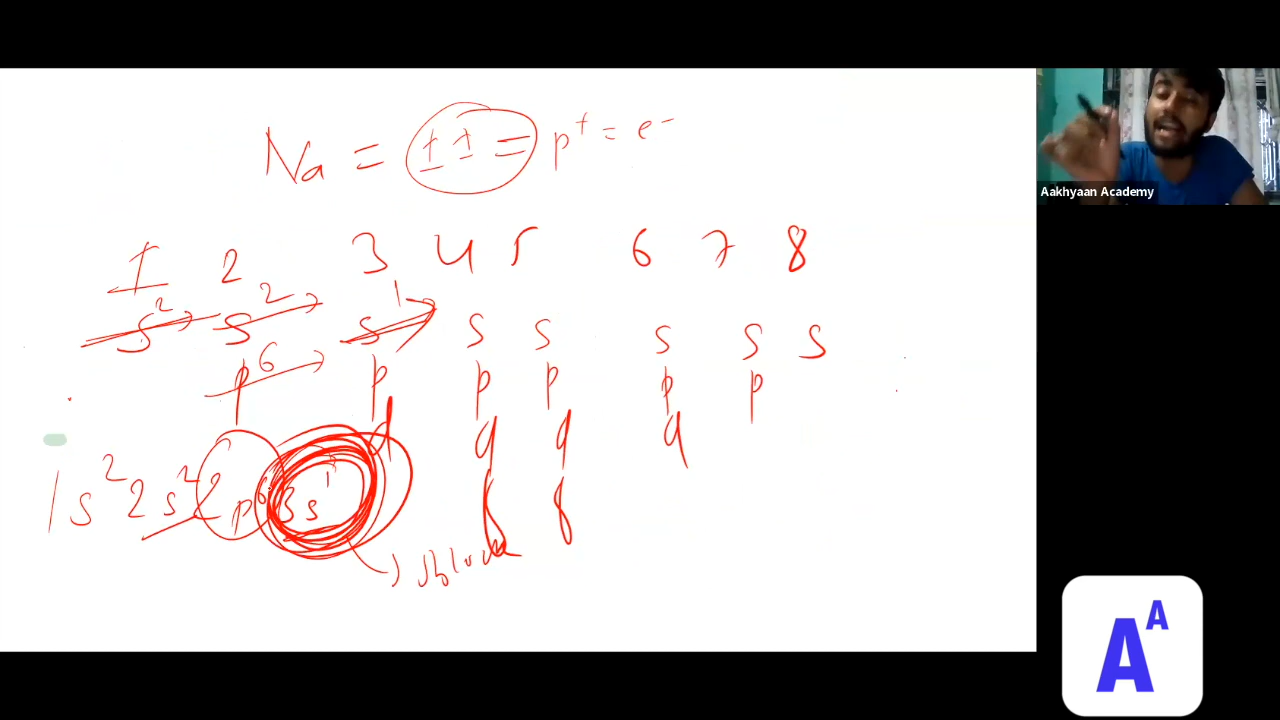 Na = 11 = p+ = e-
1 2 3 4 5 6 7 8
s² s² s¹ s s s s s
p⁶ p p p p p
d d d d
f f
1s² 2s² 2p⁶ 3s¹
s block
Aakhyaan Academy
A^A